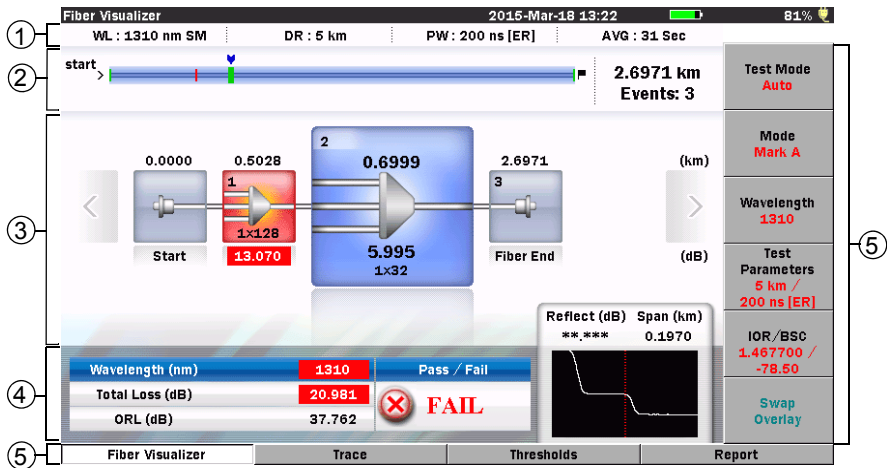 Fiber Visualizer 2015-Mar-18 13:22 81%
1 WL : 1310 nm SM DR : 5 km PW : 200 ns [ER] AVG : 31 Sec
2 start 2.6971 km
Events: 3
3
0.0000 0.5028 0.6999 2.6971 (km)
1 2 3
1×128
Start 13.070 5.995 Fiber End (dB)
1×32
Reflect (dB) Span (km)
**.*** 0.1970
4
Wavelength (nm) 1310 Pass / Fail
Total Loss (dB) 20.981 FAIL
ORL (dB) 37.762
5
Test Mode
Auto
Mode
Mark A
Wavelength
1310
Test
Parameters
5 km /
200 ns [ER]
IOR/BSC
1.467700 /
-78.50
Swap
Overlay
5 Fiber Visualizer Trace Thresholds Report